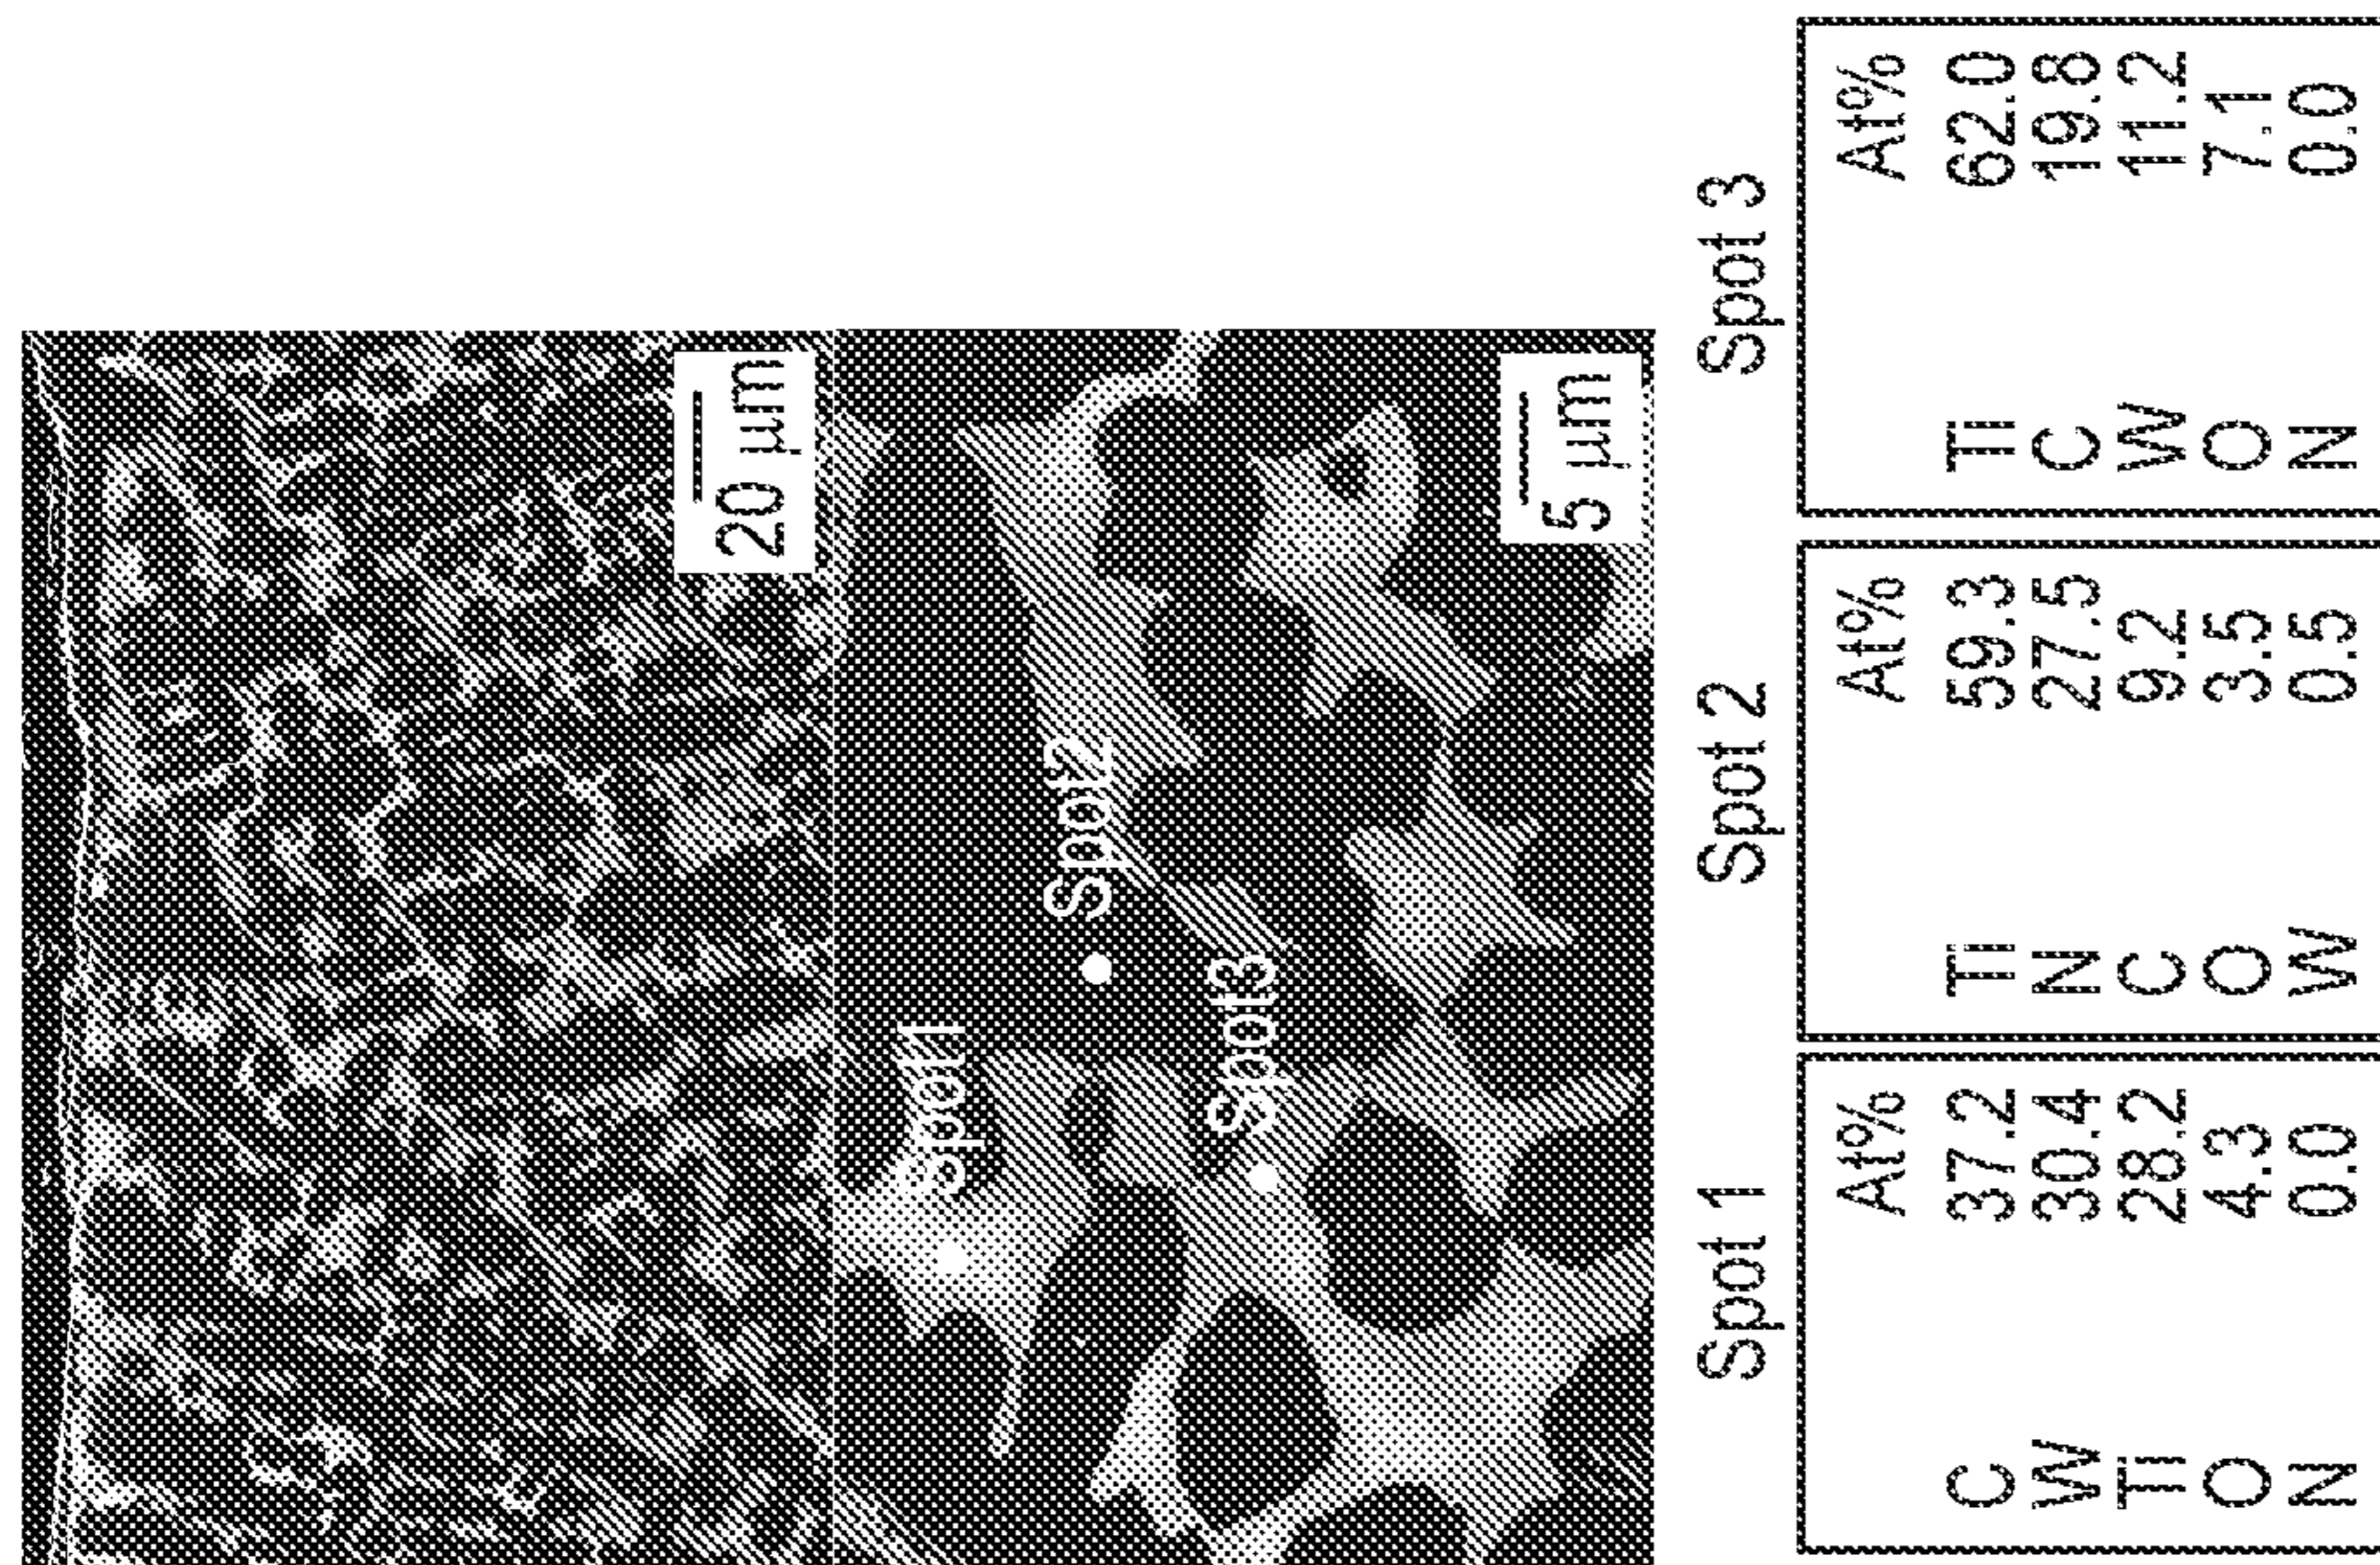 20 µm
Spot1
Spot2
Spot3
5 µm
Spot 1
At%
C 37.2
W 30.4
Ti 28.2
O 4.3
N 0.0
Spot 2
At%
Ti 59.3
N 27.5
C 9.2
O 3.5
W 0.5
Spot 3
At%
Ti 62.0
C 19.8
W 11.2
O 7.1
N 0.0